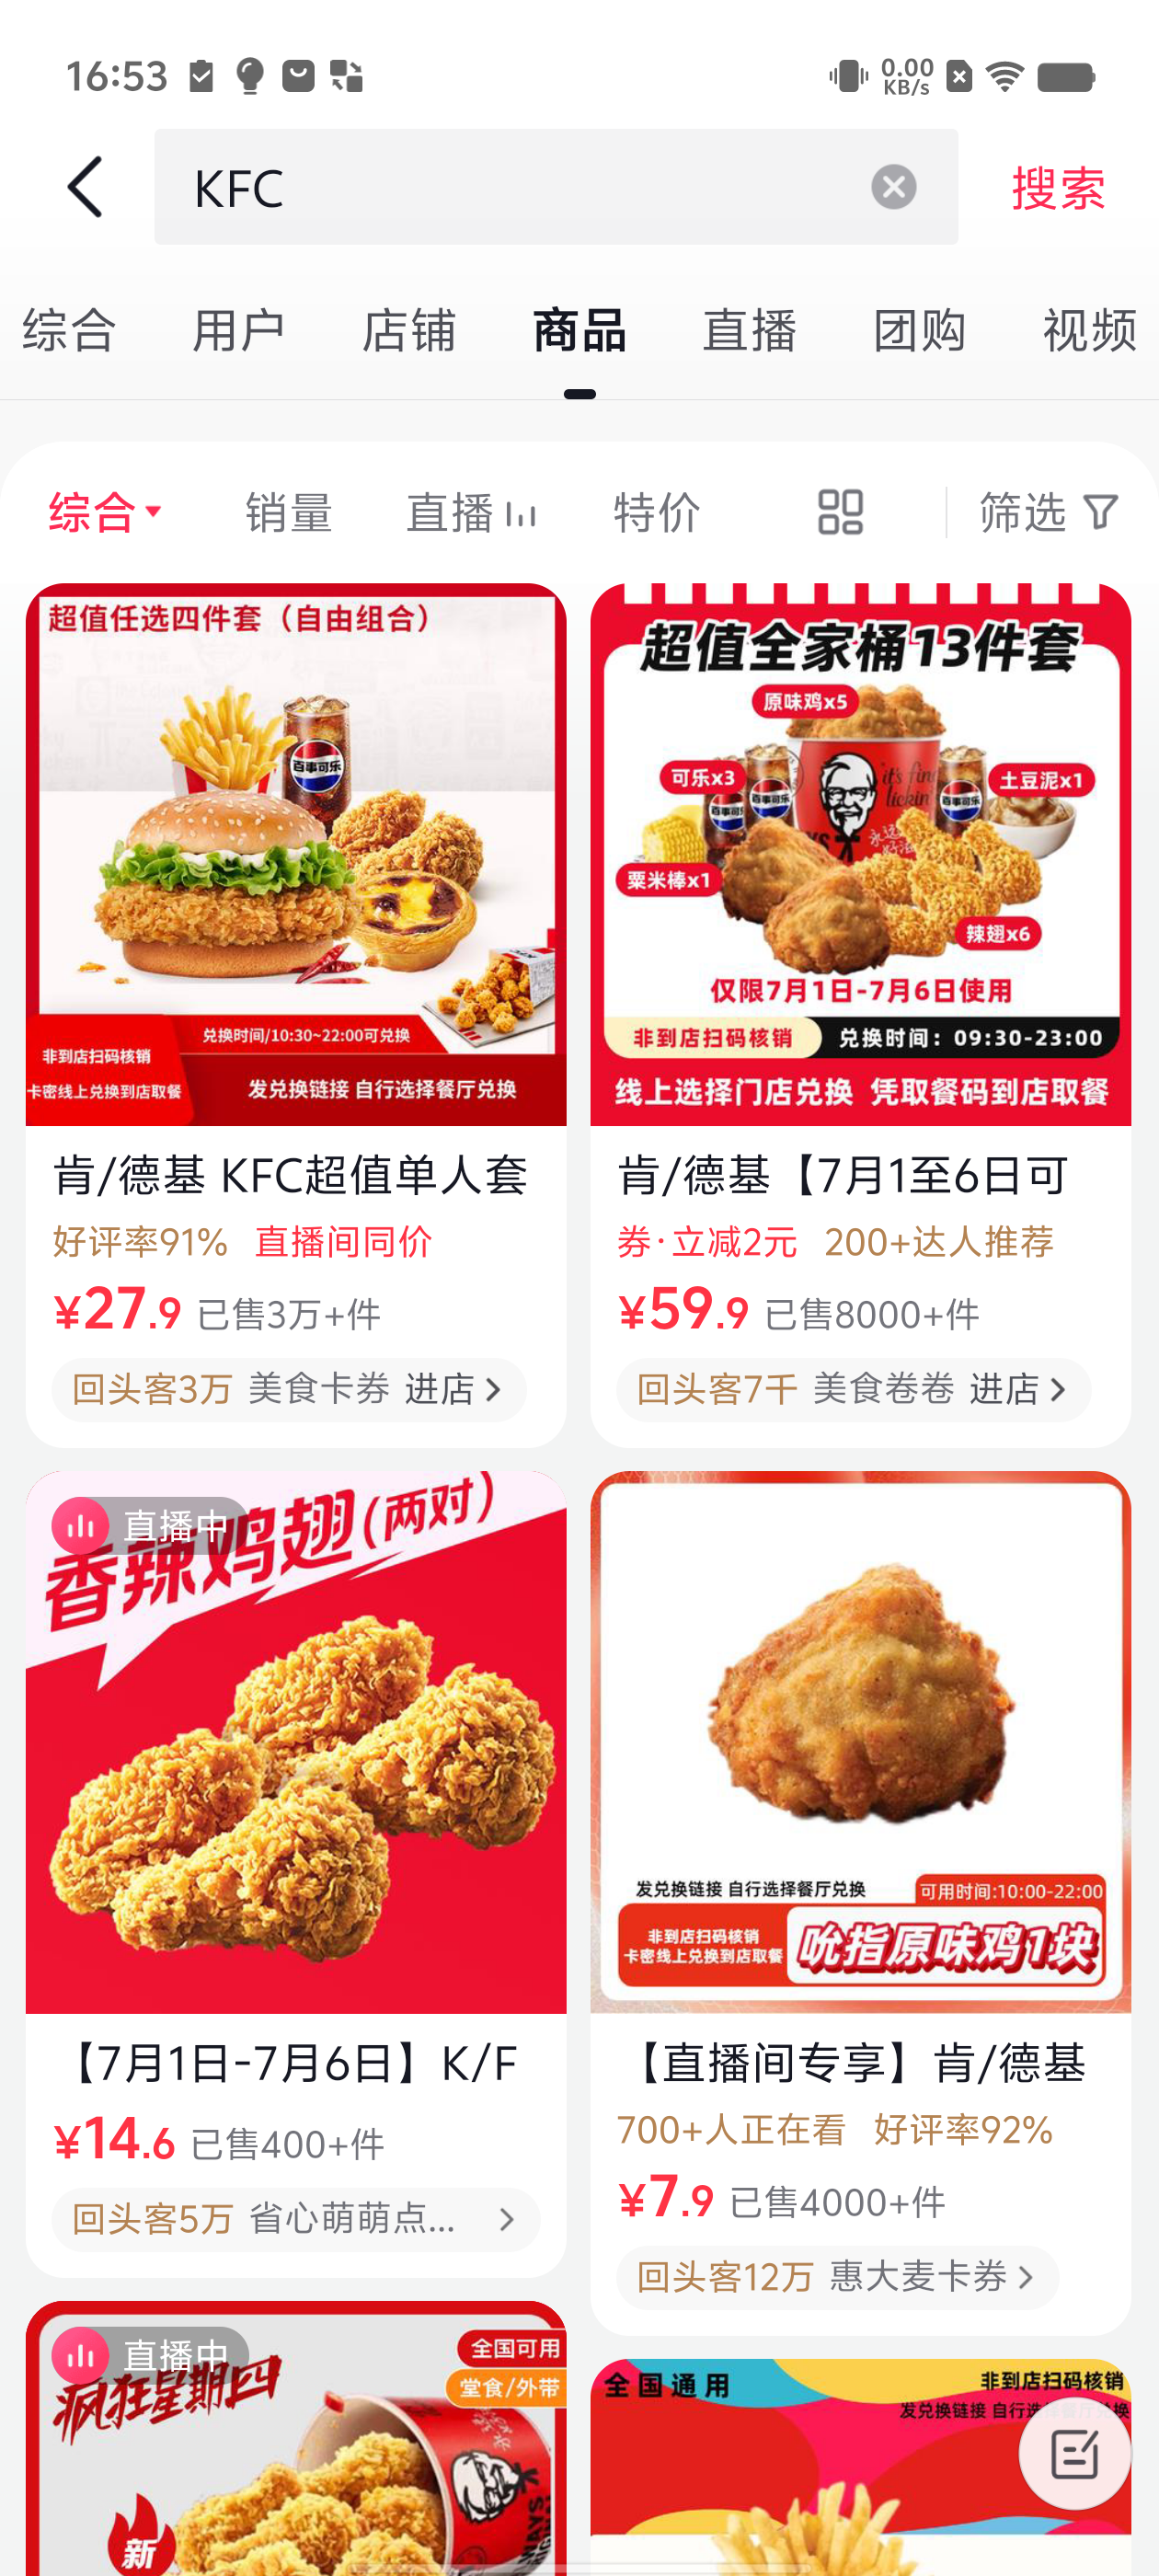 16:53
0.00
KB/s
KFC
搜索
综合 用户 店铺 商品 直播 团购 视频
综合 销量 直播 特价 筛选
超值任选四件套（自由组合）
百事可乐
兑换时间/10:30~22:00可兑换
非到店扫码核销
卡密线上兑换到店取餐
发兑换链接 自行选择餐厅兑换
肯/德基 KFC超值单人套
好评率91% 直播间同价
¥27.9 已售3万+件
回头客3万 美食卡券 进店
超值全家桶13件套
原味鸡x5
可乐x3
土豆泥x1
it's fing
lickin'
百事可乐
百事可乐
粟米棒x1
辣翅x6
仅限7月1日-7月6日使用
非到店扫码核销 兑换时间：09:30-23:00
线上选择门店兑换 凭取餐码到店取餐
肯/德基【7月1至6日可
券·立减2元 200+达人推荐
¥59.9 已售8000+件
回头客7千 美食卷卷 进店
直播中
香辣鸡翅(两对)
【7月1日-7月6日】K/F
¥14.6 已售400+件
回头客5万 省心萌萌点...
发兑换链接 自行选择餐厅兑换
可用时间:10:00-22:00
非到店扫码核销
卡密线上兑换到店取餐
吮指原味鸡1块
【直播间专享】肯/德基
700+人正在看 好评率92%
¥7.9 已售4000+件
回头客12万 惠大麦卡券
直播中
疯狂星期四
全国可用
堂食/外带
新
全国通用
非到店扫码核销
发兑换链接 自行选择餐厅兑换